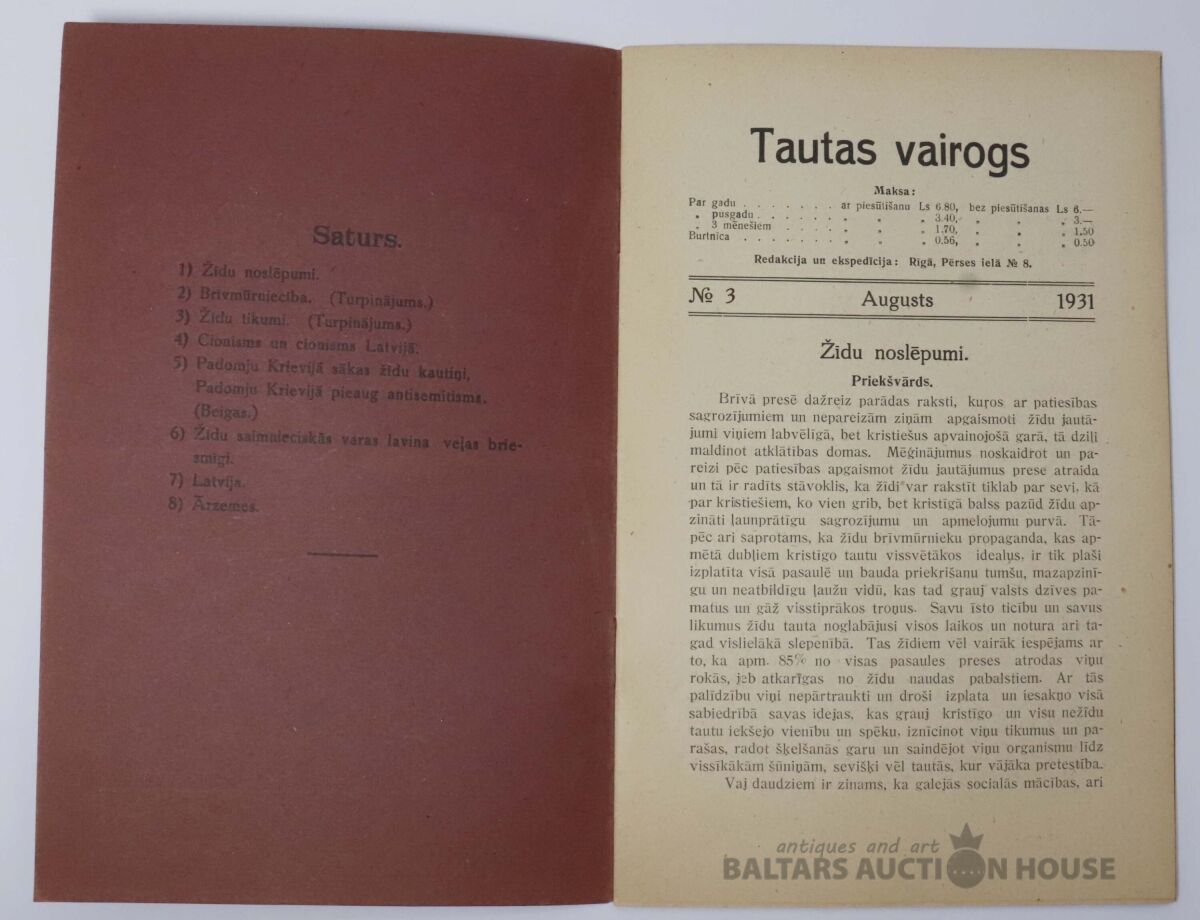 Saturs.
1) Žīdu noslēpumi.
2) Brīvmūrniecība. (Turpinājums.)
3) Žīdu tikumi. (Turpinājums.)
4) Cionisms un cionisms Latvijā.
5) Padomju Krievijā sākas žīdu kautiņi,
Padomju Krievijā pieaug antisemitisms.
(Beigas.)
6) Žīdu saimnieciskās varas lavina veļas brie-
smīgi.
7) Latvija.
8) Ārzemes.
Tautas vairogs
Maksa:
Par gadu . . . . . . . ar piesūtīšanu Ls 6.80, bez piesūtīšanas Ls 6.—
„ pusgadu . . . . . . „ „ „ 3.40, „ „ „ 3.—
„ 3 mēnešiem . . . . . „ „ „ 1.70, „ „ „ 1.50
Burtnīca . . . . . . . „ „ „ 0.56, „ „ „ 0.50
Redakcija un ekspedīcija: Rīgā, Pērses ielā № 8.
№ 3 Augusts 1931
Žīdu noslēpumi.
Priekšvārds.
Brīvā presē dažreiz parādas raksti, kuŗos ar patiesības
sagrozījumiem un nepareizām ziņām apgaismoti žīdu jautā-
jumi viņiem labvēlīgā, bet kristiešus apvainojošā garā, tā dziļi
maldinot atklātības domas. Mēģinājumus noskaidrot un pa-
reizi pēc patiesības apgaismot žīdu jautājumus prese atraida
un tā ir radīts stāvoklis, ka žīdi var rakstīt tiklab par sevi, kā
par kristiešiem, ko vien grib, bet kristīgā balss pazūd žīdu ap-
zināti ļaunprātīgu sagrozījumu un apmelojumu purvā. Tā-
pēc ari saprotams, ka žīdu brīvmūrnieku propaganda, kas ap-
mētā dubļiem kristīgo tautu vissvētākos idealus, ir tik plaši
izplatīta visā pasaulē un bauda priekrišanu tumšu, mazapzinī-
gu un neatbildīgu ļaužu vidū, kas tad gŗauj valsts dzīves pa-
matus un gāž visstiprākos troņus. Savu īsto ticību un savus
likumus žīdu tauta noglabājusi visos laikos un notura ari ta-
gad vislielākā slepenībā. Tas žīdiem vēl vairāk iespējams ar
to, ka apm. 85% no visas pasaules preses atrodas viņu
rokās, jeb atkarīgas no žīdu naudas pabalstiem. Ar tās
palīdzību viņi nepārtraukti un droši izplata un iesakņo visā
sabiedrībā savas idejas, kas gŗauj kristīgo un visu nežīdu
tautu iekšejo vienību un spēku, iznīcinot viņu tikumus un pa-
rašas, radot šķelšanās garu un saindējot viņu organismu līdz
vissīkākām šūniņām, sevišķi vēl tautās, kur vājāka pretestība.
Vaj daudziem ir zinams, ka galejās socialās mācības, ari
antiques and art
BALTARS AUCTION HOUSE